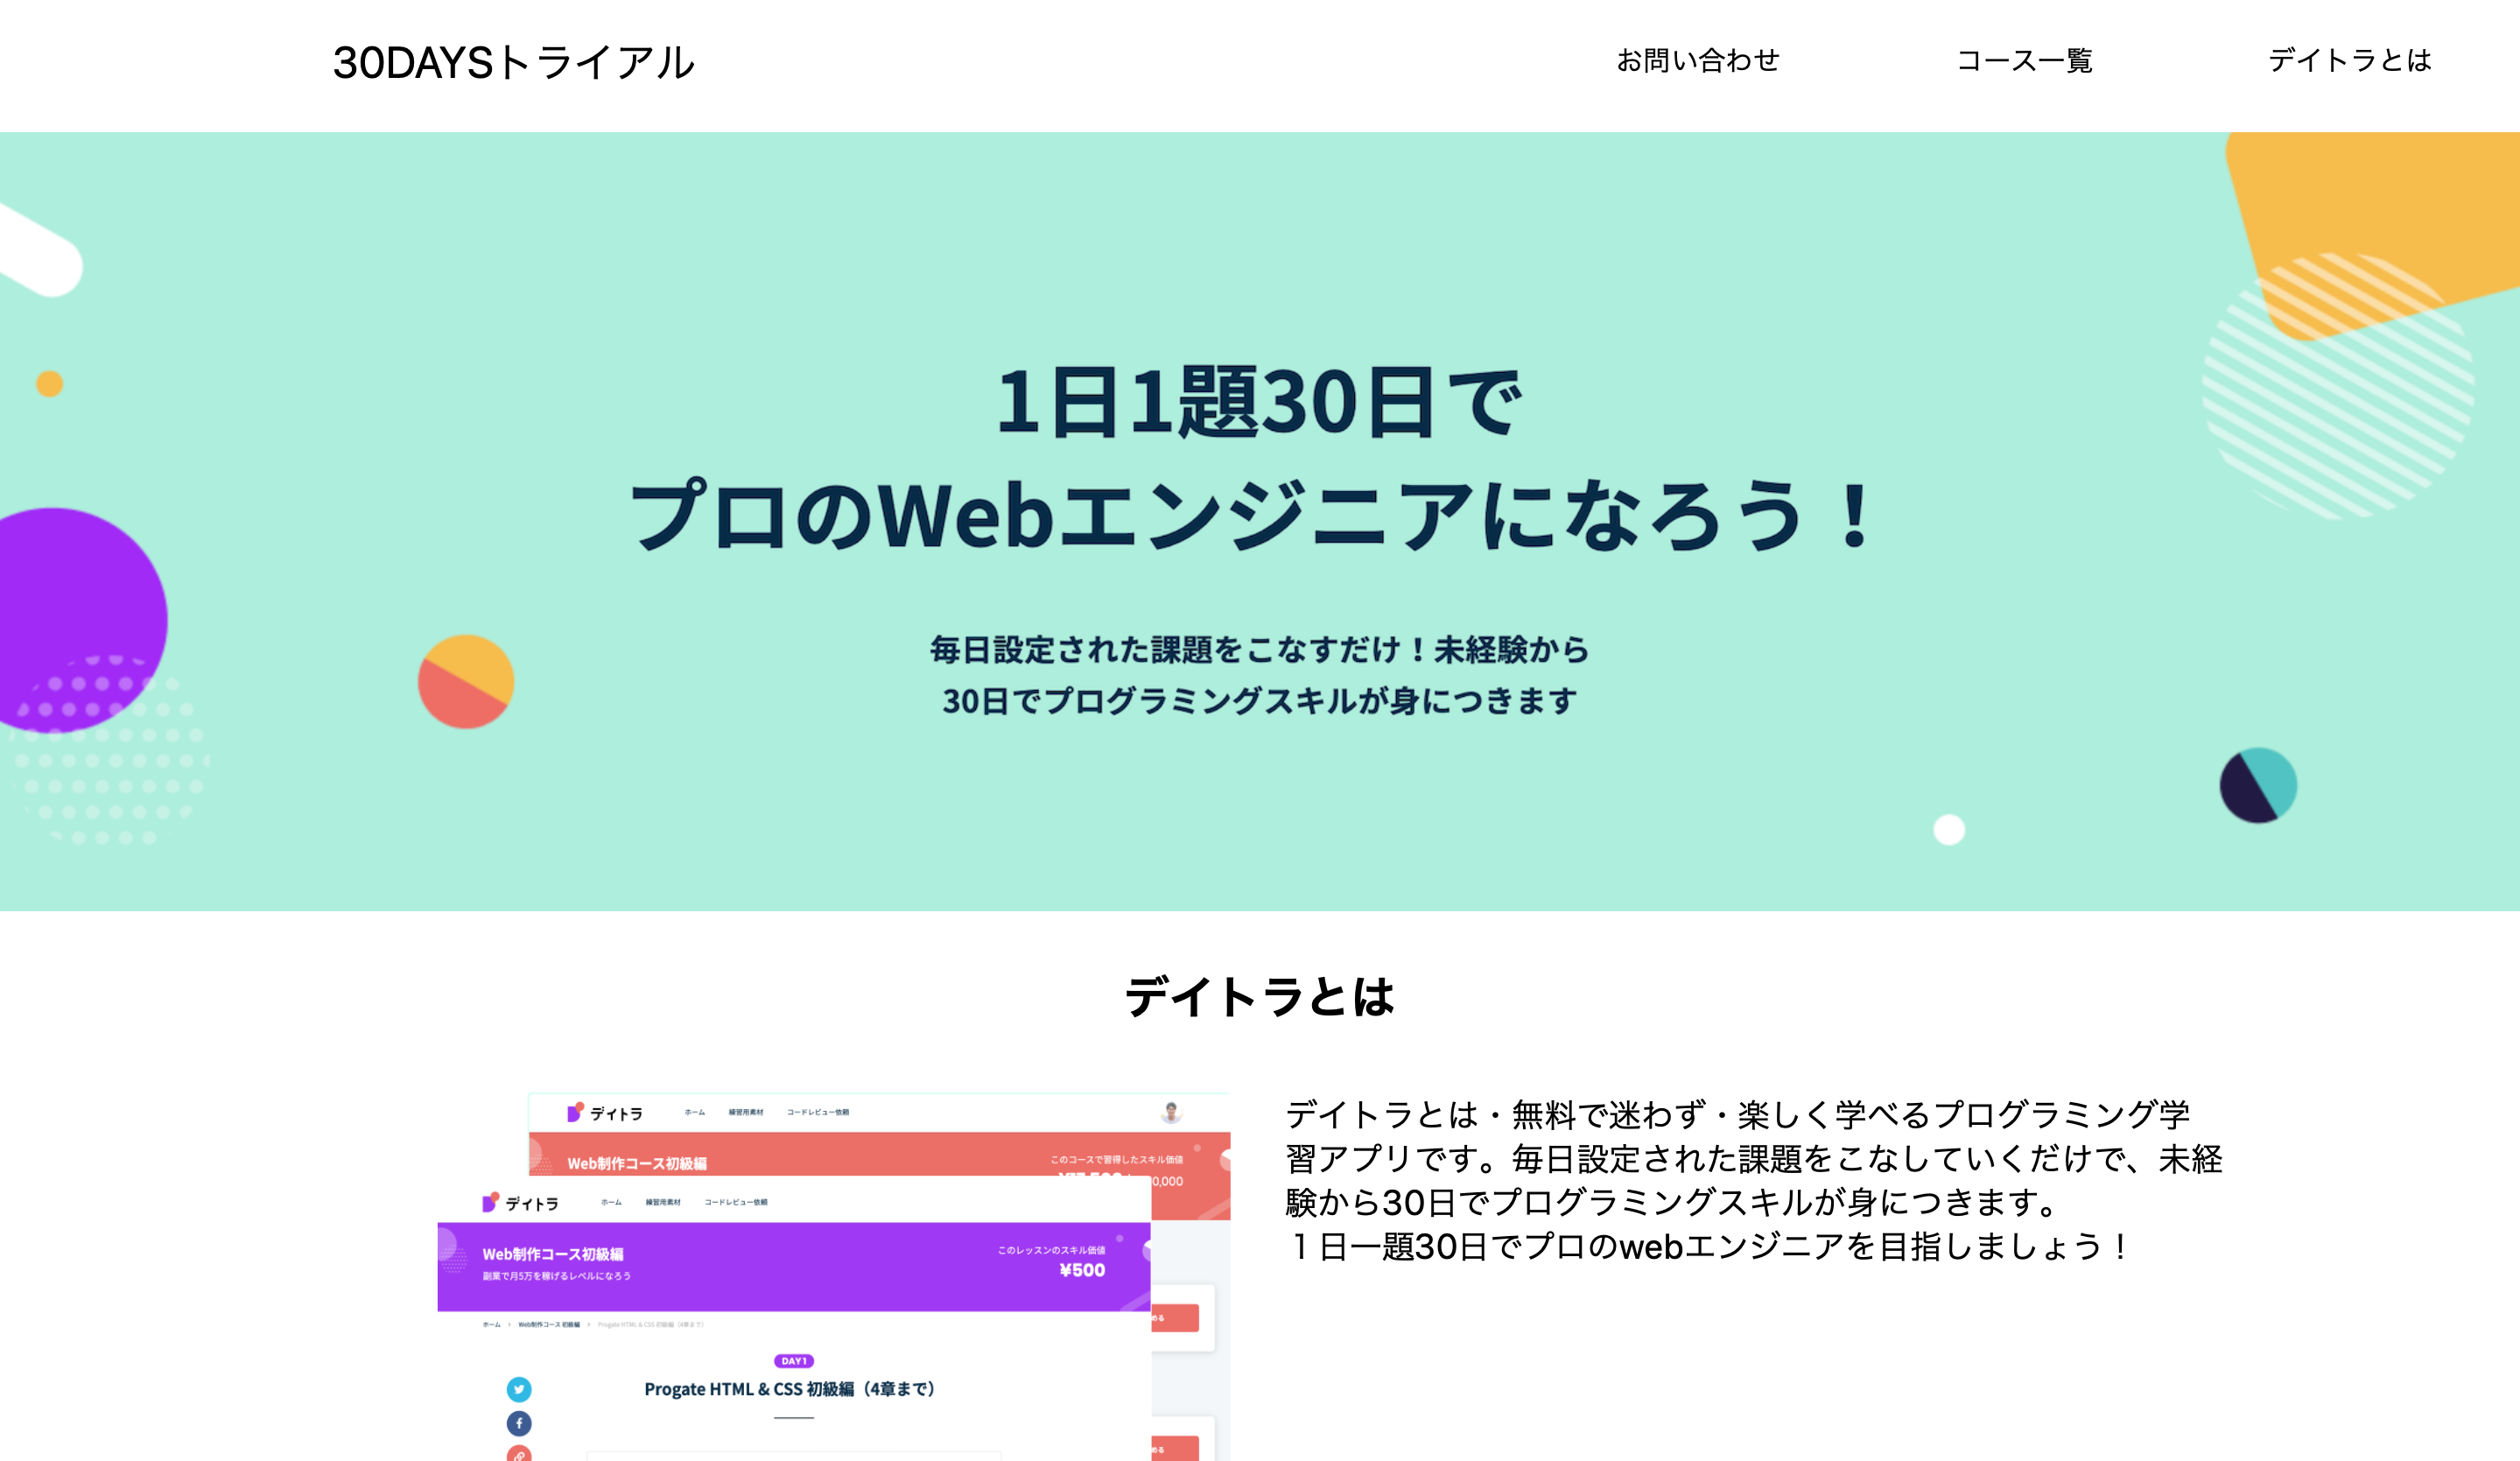 30DAYSトライアル
お問い合わせ
コース一覧
デイトラとは
1日1題30日で
プロのWebエンジニアになろう！
毎日設定された課題をこなすだけ！未経験から
30日でプログラミングスキルが身につきます
デイトラとは
デイトラとは・無料で迷わず・楽しく学べるプログラミング学
習アプリです。毎日設定された課題をこなしていくだけで、未経
験から30日でプログラミングスキルが身につきます。
１日一題30日でプロのwebエンジニアを目指しましょう！
デイトラ
ホーム
練習用素材
コードレビュー依頼
Web制作コース初級編
このコースで習得したスキル価値
0,000
デイトラ
ホーム
練習用素材
コードレビュー依頼
Web制作コース初級編
副業で月5万を稼げるレベルになろう
このレッスンのスキル価値
¥500
ホーム
Web制作コース 初級編
Progate HTML & CSS 初級編（4章まで）
DAY1
Progate HTML & CSS 初級編（4章まで）
める
める